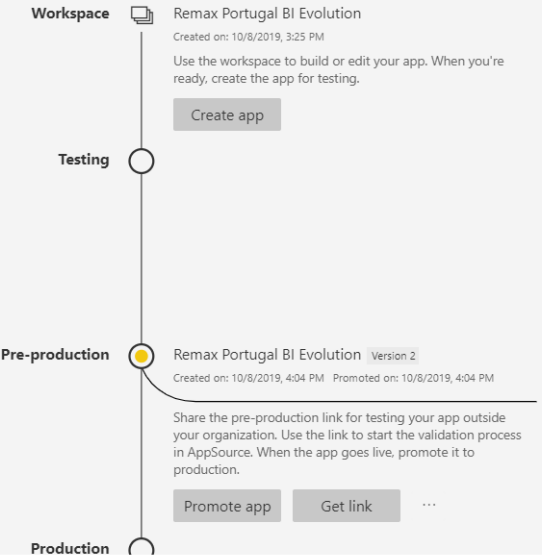 Workspace
Remax Portugal BI Evolution
Created on: 10/8/2019, 3:25 PM
Use the workspace to build or edit your app. When you're
ready, create the app for testing.
Create app
Testing
Pre-production
Remax Portugal BI Evolution Version 2
Created on: 10/8/2019, 4:04 PM Promoted on: 10/8/2019, 4:04 PM
Share the pre-production link for testing your app outside
your organization. Use the link to start the validation process
in AppSource. When the app goes live, promote it to
production.
Promote app Get link ...
Production